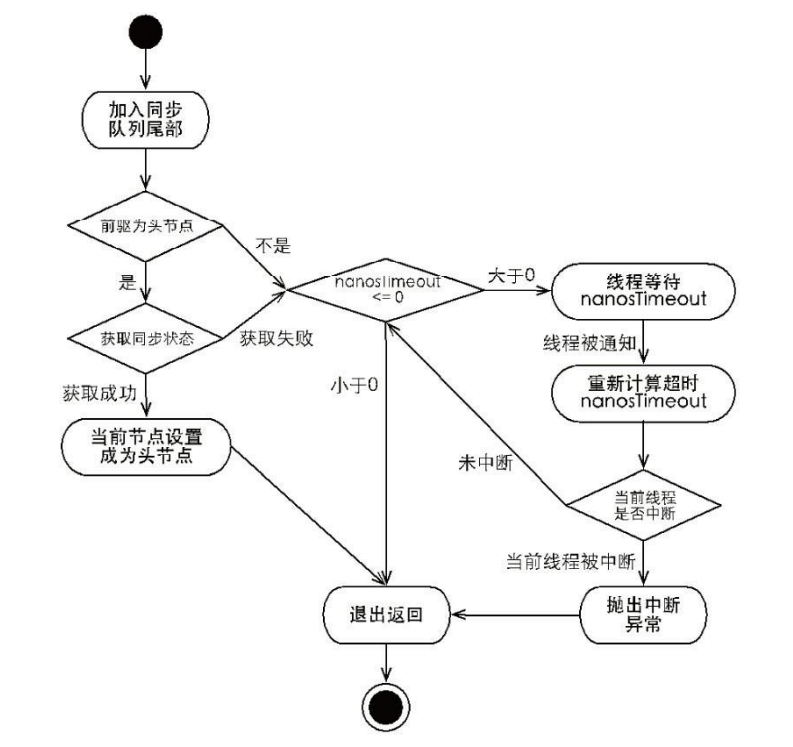 加入同步
队列尾部
前驱为头节点
不是
是
nanosTimeout
<= 0
大于0
线程等待
nanosTimeout
获取同步状态
获取失败
线程被通知
获取成功
小于0
重新计算超时
nanosTimeout
当前节点设置
成为头节点
未中断
当前线程
是否中断
当前线程被中断
退出返回
抛出中断
异常